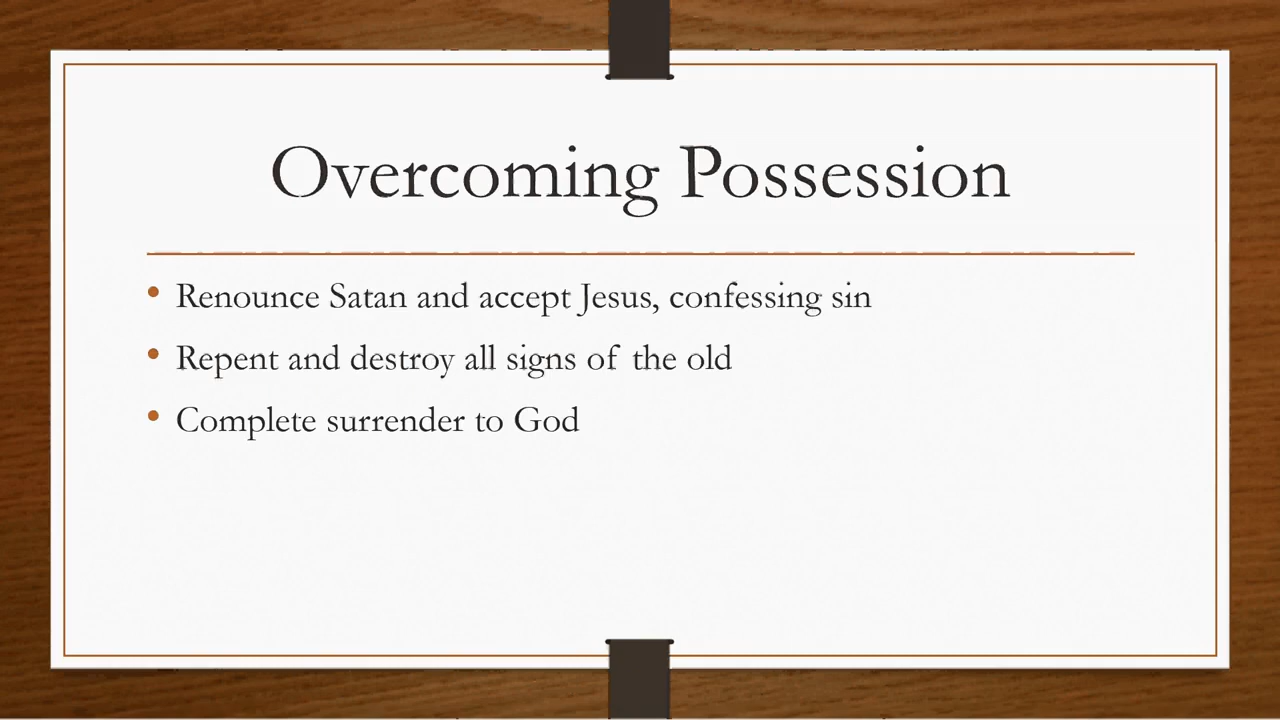 Overcoming Possession
• Renounce Satan and accept Jesus, confessing sin
• Repent and destroy all signs of the old
• Complete surrender to God